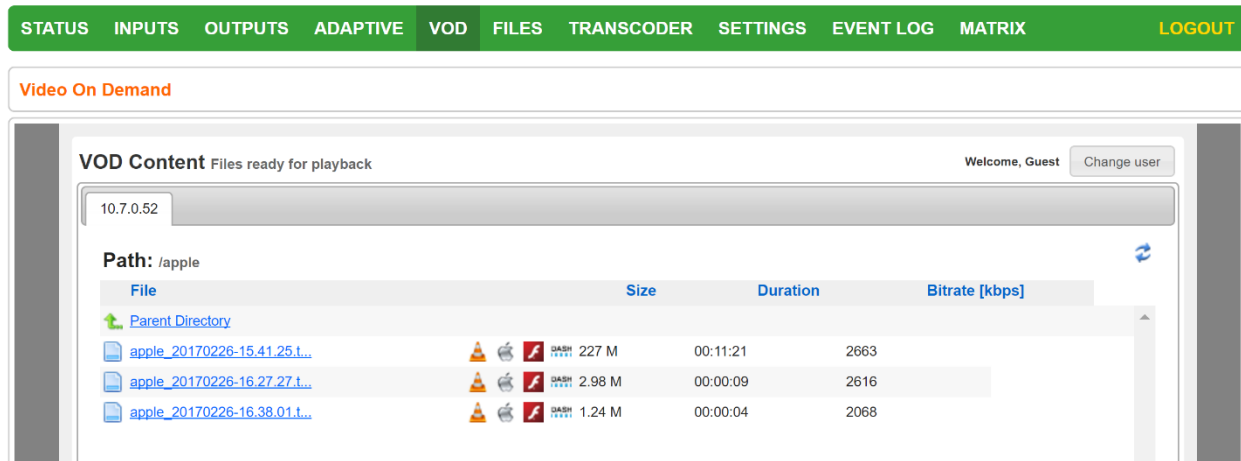 STATUS INPUTS OUTPUTS ADAPTIVE VOD FILES TRANSCODER SETTINGS EVENT LOG MATRIX LOGOUT
Video On Demand
VOD Content Files ready for playback Welcome, Guest Change user
10.7.0.52
Path: /apple
File Size Duration Bitrate [kbps]
Parent Directory
apple_20170226-15.41.25.t... DASH 227 M 00:11:21 2663
apple_20170226-16.27.27.t... DASH 2.98 M 00:00:09 2616
apple_20170226-16.38.01.t... DASH 1.24 M 00:00:04 2068